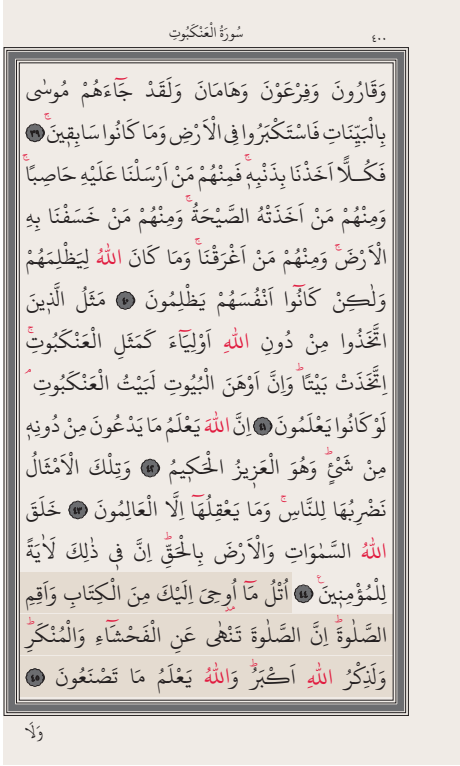 سُورَةُ الْعَنْكَبُوتِ ٤٠٠
وَقَارُونَ وَفِرْعَوْنَ وَهَامَانَ وَلَقَدْ جَٓاءَهُمْ مُوسٰى
بِالْبَيِّنَاتِ فَاسْتَكْبَرُوا فِي الْاَرْضِ وَمَا كَانُوا سَابِقٖينَۚ ٣٩
فَكُــلًّا اَخَذْنَا بِذَنْبِهٖۚ فَمِنْهُمْ مَنْ اَرْسَلْنَا عَلَيْهِ حَاصِبًاۚ
وَمِنْهُمْ مَنْ اَخَذَتْهُ الصَّيْحَةُۚ وَمِنْهُمْ مَنْ خَسَفْنَا بِهِ
الْاَرْضَۚ وَمِنْهُمْ مَنْ اَغْرَقْنَاۚ وَمَا كَانَ اللّٰهُ لِيَظْلِمَهُمْ
وَلٰكِنْ كَانُٓوا اَنْفُسَهُمْ يَظْلِمُونَ ٤٠ مَثَلُ الَّذٖينَ
اتَّخَذُوا مِنْ دُونِ اللّٰهِ اَوْلِيَٓاءَ كَمَثَلِ الْعَنْكَبُوتِۚ
اِتَّخَذَتْ بَيْتًاۜ وَاِنَّ اَوْهَنَ الْبُيُوتِ لَبَيْتُ الْعَنْكَبُوتِۢ
لَوْ كَانُوا يَعْلَمُونَ ٤١ اِنَّ اللّٰهَ يَعْلَمُ مَا يَدْعُونَ مِنْ دُونِهٖ
مِنْ شَيْءٍۜ وَهُوَ الْعَزٖيزُ الْحَكٖيمُ ٤٢ وَتِلْكَ الْاَمْثَالُ
نَضْرِبُهَا لِلنَّاسِۚ وَمَا يَعْقِلُهَٓا اِلَّا الْعَالِمُونَ ٤٣ خَلَقَ
اللّٰهُ السَّمٰوَاتِ وَالْاَرْضَ بِالْحَقِّۜ اِنَّ فٖي ذٰلِكَ لَاٰيَةً
لِلْمُؤْمِنٖينَ۟ ٤٤ اُتْلُ مَٓا اُو۫حِيَ اِلَيْكَ مِنَ الْكِتَابِ وَاَقِمِ
الصَّلٰوةَۜ اِنَّ الصَّلٰوةَ تَنْهٰى عَنِ الْفَحْشَٓاءِ وَالْمُنْكَرِۜ
وَلَذِكْرُ اللّٰهِ اَكْبَرُۜ وَاللّٰهُ يَعْلَمُ مَا تَصْنَعُونَ ٤٥
وَلَا